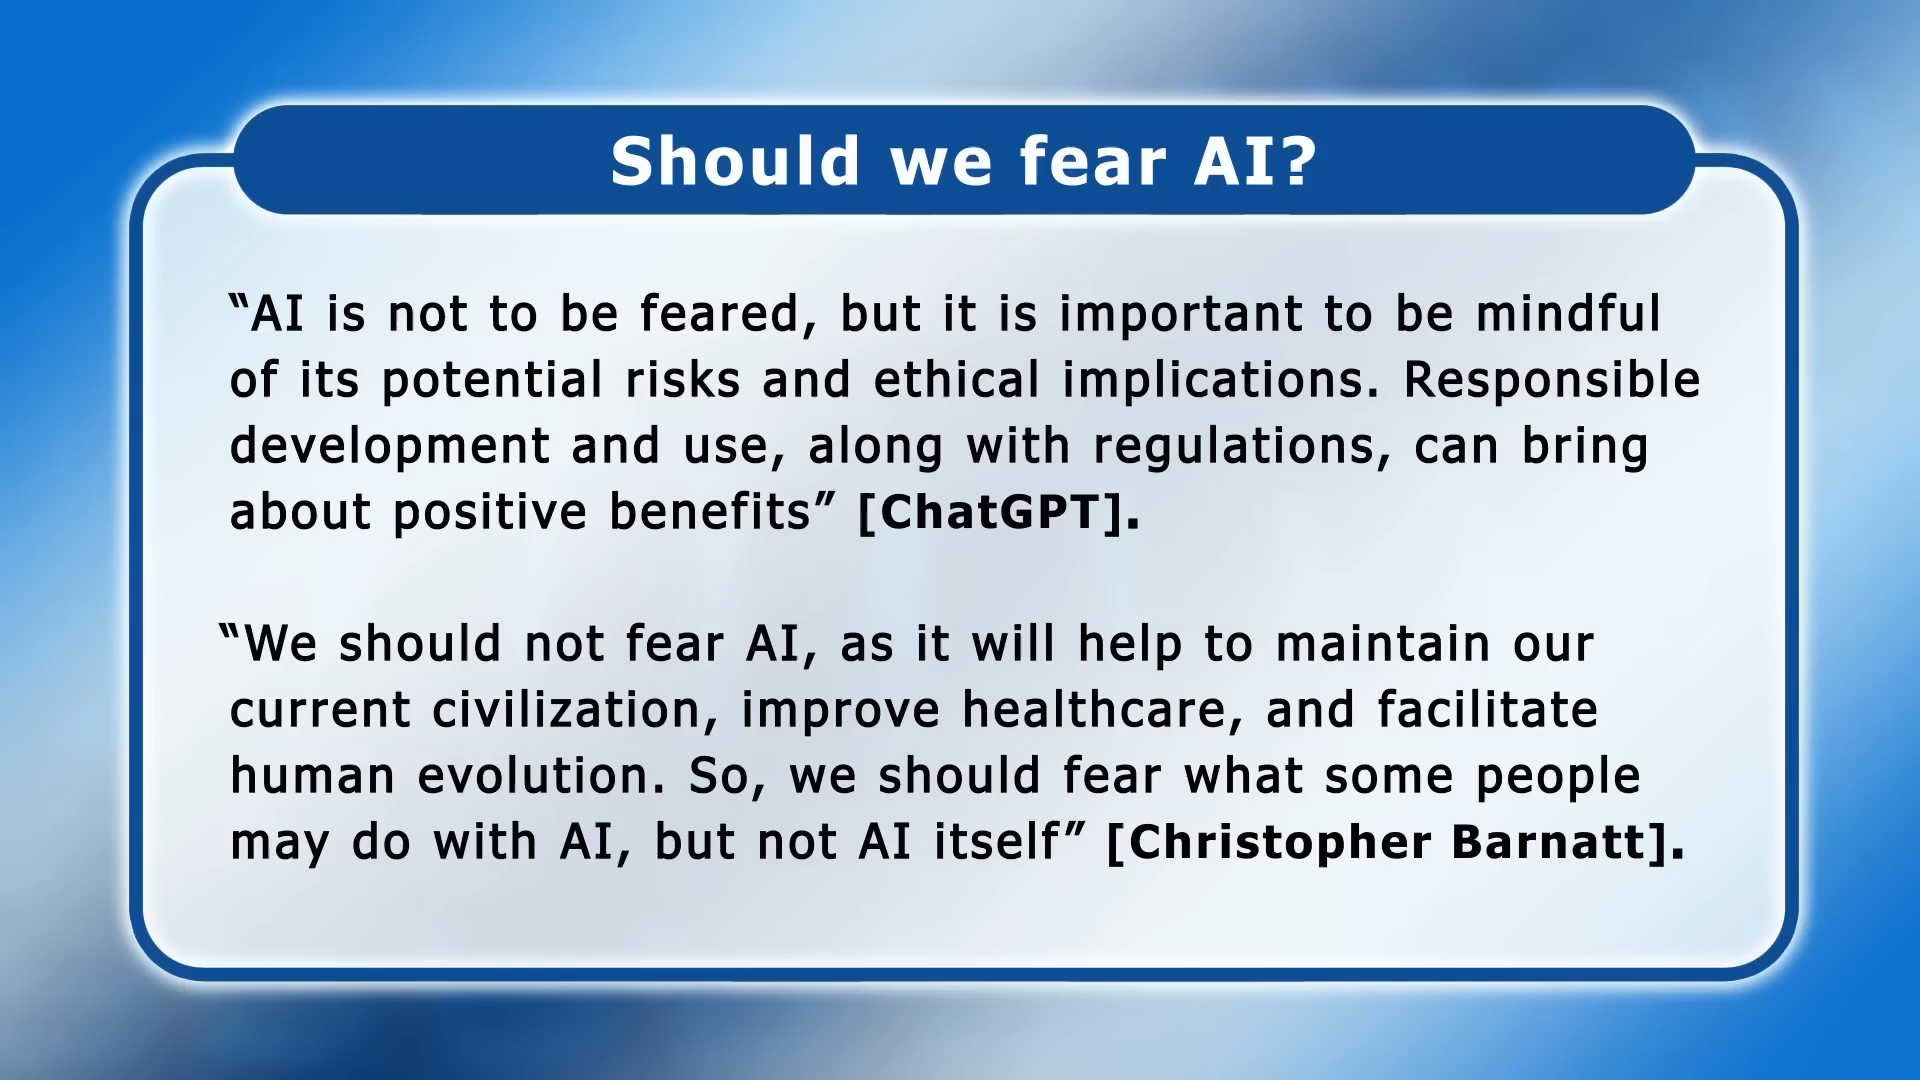 Should we fear AI?
“AI is not to be feared, but it is important to be mindful
of its potential risks and ethical implications. Responsible
development and use, along with regulations, can bring
about positive benefits” [ChatGPT].
“We should not fear AI, as it will help to maintain our
current civilization, improve healthcare, and facilitate
human evolution. So, we should fear what some people
may do with AI, but not AI itself” [Christopher Barnatt].